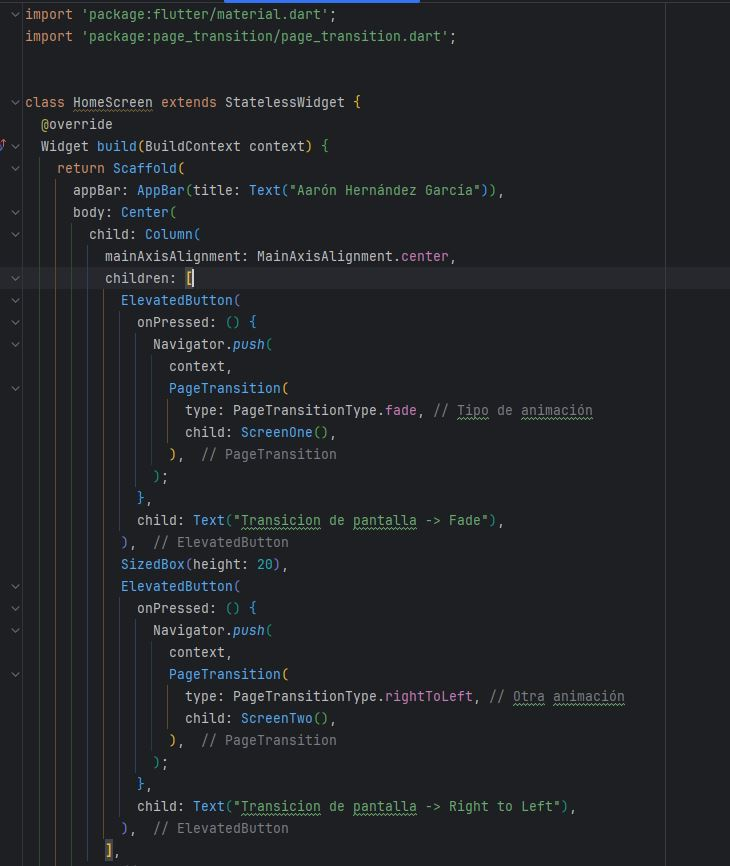 import 'package:flutter/material.dart';
import 'package:page_transition/page_transition.dart';
class HomeScreen extends StatelessWidget {
@override
Widget build(BuildContext context) {
return Scaffold(
appBar: AppBar(title: Text("Aarón Hernández García")),
body: Center(
child: Column(
mainAxisAlignment: MainAxisAlignment.center,
children: [
ElevatedButton(
onPressed: () {
Navigator.push(
context,
PageTransition(
type: PageTransitionType.fade, // Tipo de animación
child: ScreenOne(),
), // PageTransition
);
},
child: Text("Transicion de pantalla -> Fade"),
), // ElevatedButton
SizedBox(height: 20),
ElevatedButton(
onPressed: () {
Navigator.push(
context,
PageTransition(
type: PageTransitionType.rightToLeft, // Otra animación
child: ScreenTwo(),
), // PageTransition
);
},
child: Text("Transicion de pantalla -> Right to Left"),
), // ElevatedButton
],